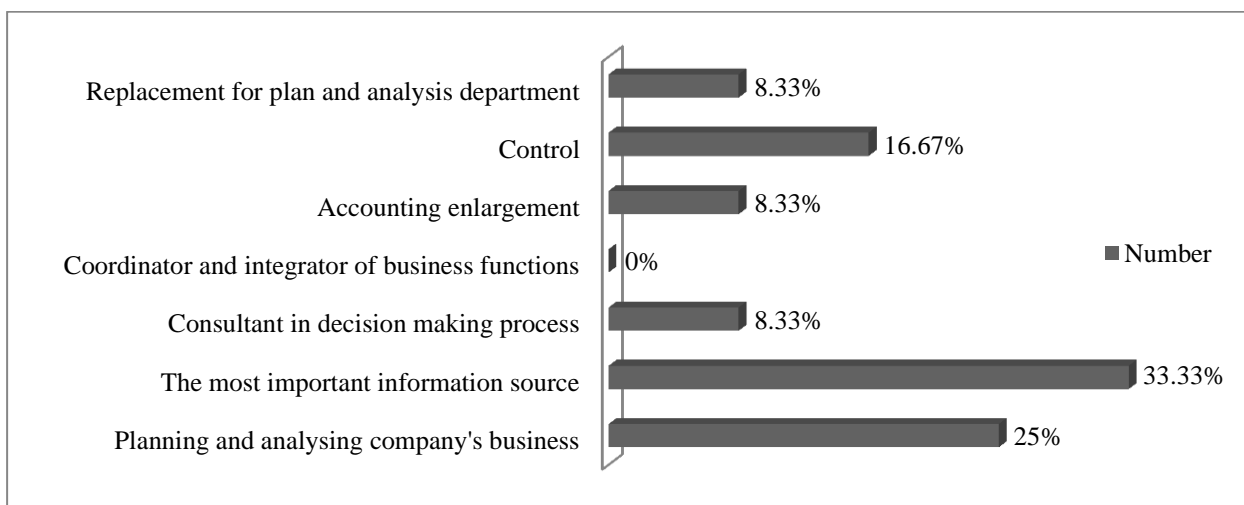 Replacement for plan and analysis department 8.33%
Control 16.67%
Accounting enlargement 8.33%
Coordinator and integrator of business functions 0%
Number
Consultant in decision making process 8.33%
The most important information source 33.33%
Planning and analysing company's business 25%